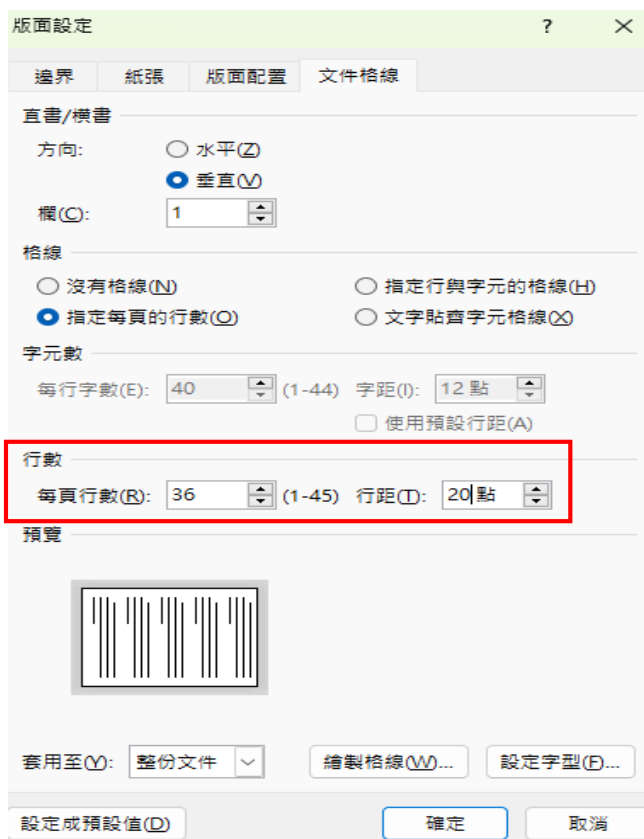 版面設定 ? ×
邊界 紙張 版面配置 文件格線
直書/橫書
方向: 水平(Z)
垂直(V)
欄(C): 1
格線
沒有格線(N) 指定行與字元的格線(H)
指定每頁的行數(O) 文字貼齊字元格線(X)
字元數
每行字數(E): 40 (1-44) 字距(I): 12 點
使用預設行距(A)
行數
每頁行數(R): 36 (1-45) 行距(T): 20點
預覽
套用至(Y): 整份文件 繪製格線(W)... 設定字型(F)...
設定成預設值(D) 確定 取消